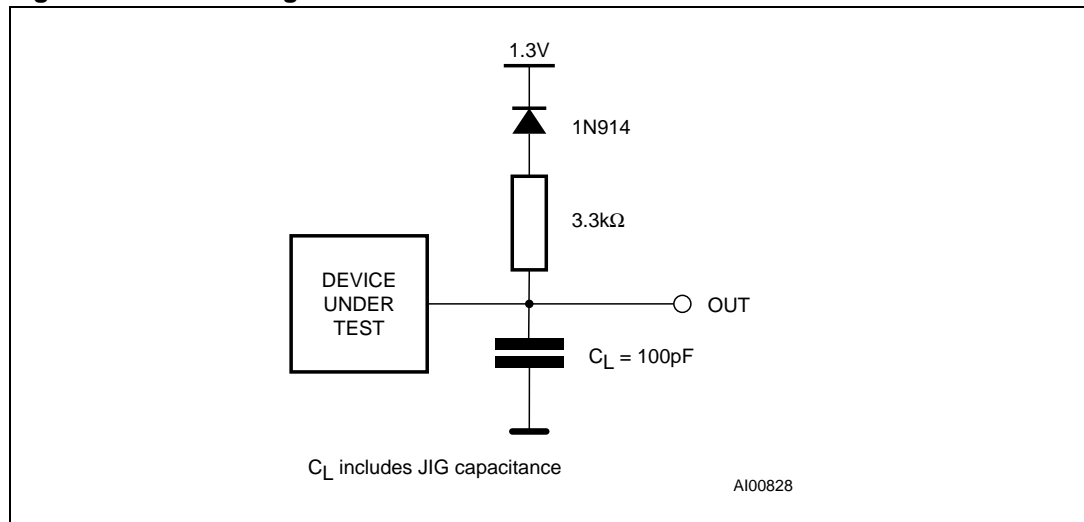 1.3V
1N914
3.3kΩ
DEVICE
UNDER
TEST
OUT
CL = 100pF
CL includes JIG capacitance
AI00828